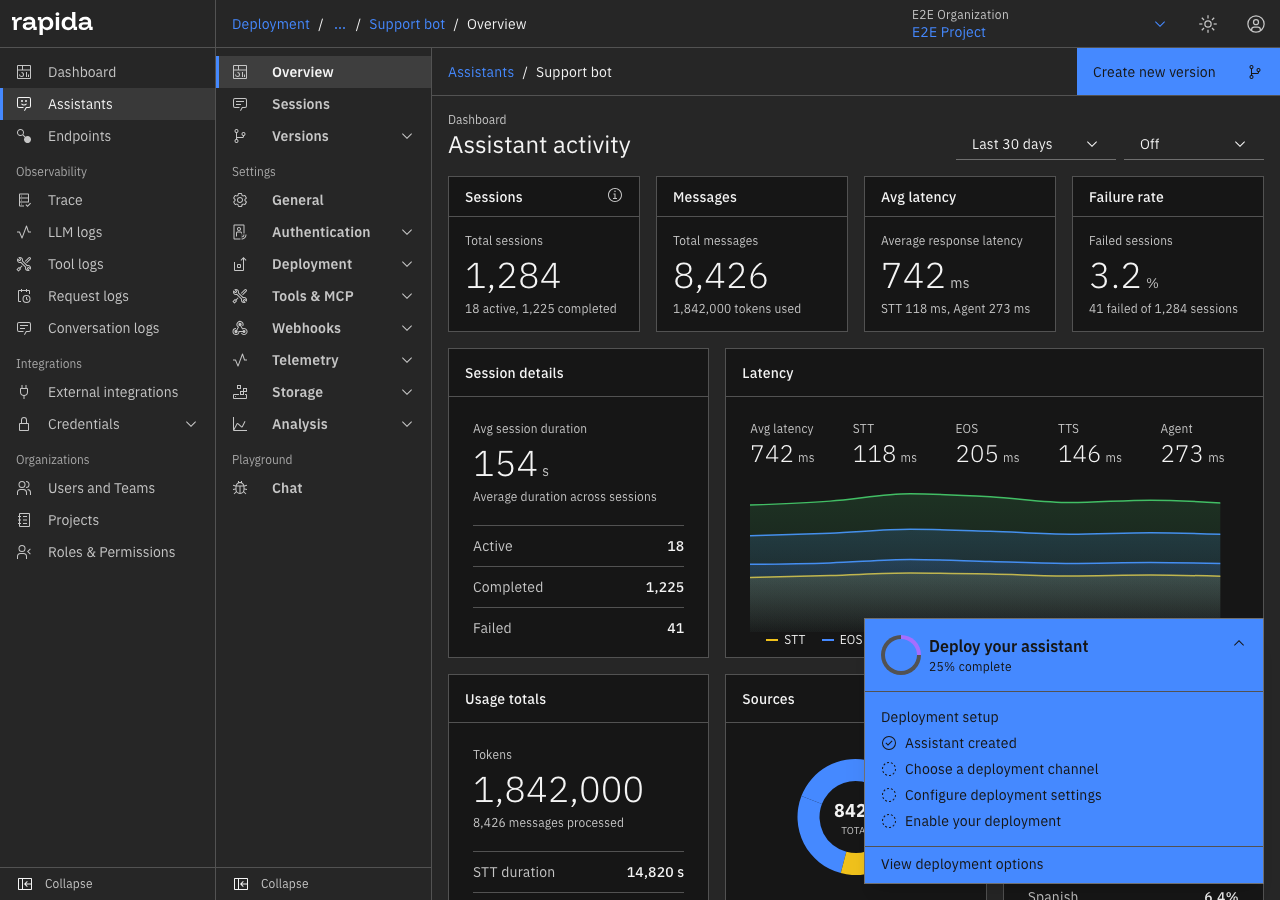 rapida
Deployment / ... / Support bot / Overview
E2E Organization
E2E Project
Dashboard
Assistants
Endpoints
Observability
Trace
LLM logs
Tool logs
Request logs
Conversation logs
Integrations
External integrations
Credentials
Organizations
Users and Teams
Projects
Roles & Permissions
Collapse
Overview
Sessions
Versions
Settings
General
Authentication
Deployment
Tools & MCP
Webhooks
Telemetry
Storage
Analysis
Playground
Chat
Collapse
Assistants / Support bot
Create new version
Dashboard
Assistant activity
Last 30 days
Off
Sessions
Total sessions
1,284
18 active, 1,225 completed
Messages
Total messages
8,426
1,842,000 tokens used
Avg latency
Average response latency
742 ms
STT 118 ms, Agent 273 ms
Failure rate
Failed sessions
3.2 %
41 failed of 1,284 sessions
Session details
Avg session duration
154 s
Average duration across sessions
Active 18
Completed 1,225
Failed 41
Latency
Avg latency STT EOS TTS Agent
742 ms 118 ms 205 ms 146 ms 273 ms
STT EOS
Usage totals
Tokens
1,842,000
8,426 messages processed
STT duration 14,820 s
Sources
842
TOTA
Deploy your assistant
25% complete
Deployment setup
Assistant created
Choose a deployment channel
Configure deployment settings
Enable your deployment
View deployment options
Spanish 6.4%